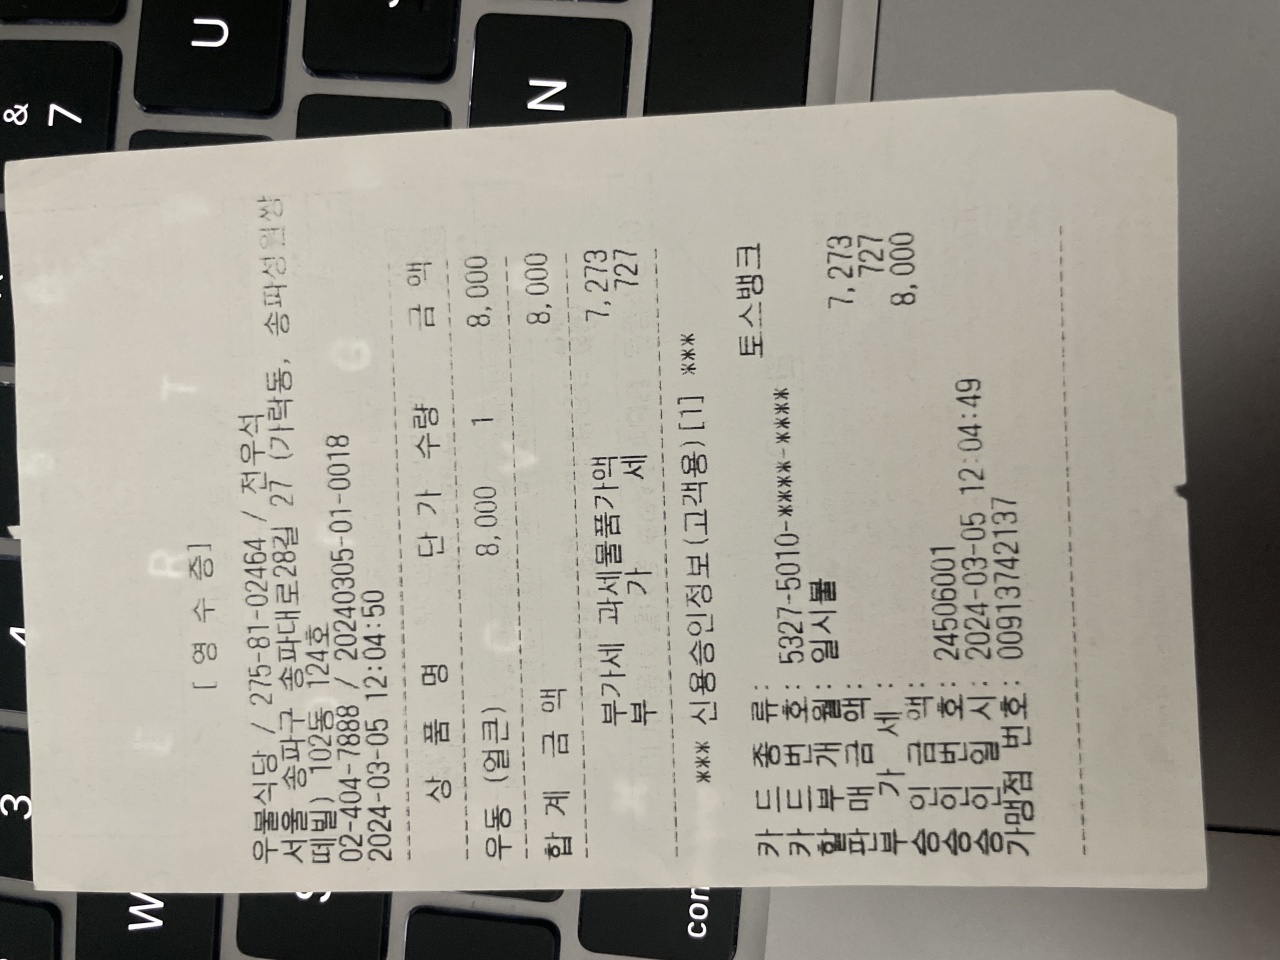 [ 영 수 증 ]
우불식당 / 275-81-02464 / 전우석
서울 송파구 송파대로28길 27 (가락동, 송파성원쌍
떼빌) 102동 124호
02-404-7888 / 20240305-01-0018
2024-03-05 12:04:50
상 품 명 단 가 수량 금 액
우동 (얼큰) 8,000 1 8,000
합 계 금 액 8,000
부가세 과세물품가액 7,273
부 가 세 727
*** 신용승인정보(고객용)[1] ***
카 드 종 류: 토스뱅크
카 드 번 호: 5327-5010-****-****
할 부 개 월: 일시불
판 매 금 액: 7,273
부 가 세 : 727
승 인 금 액: 8,000
승 인 번 호: 24506001
승 인 일 시: 2024-03-05 12:04:49
가맹점 번호: 00913742137
U
N
&
7
3
4
W
E
R
T
G
C
V
X